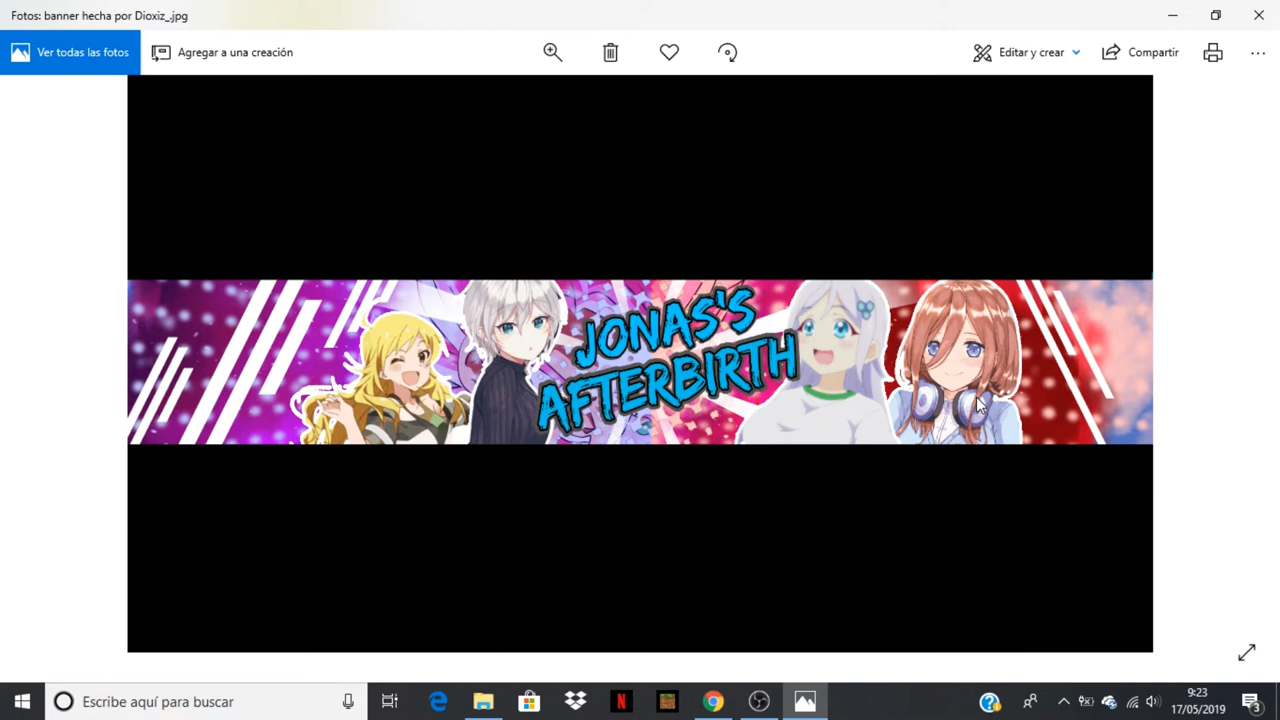 Fotos: banner hecha por Dioxiz_.jpg
Ver todas las fotos
Agregar a una creación
Editar y crear
Compartir
JONAS'S
AFTERBIRTH
Escribe aquí para buscar
9:23
17/05/2019
3